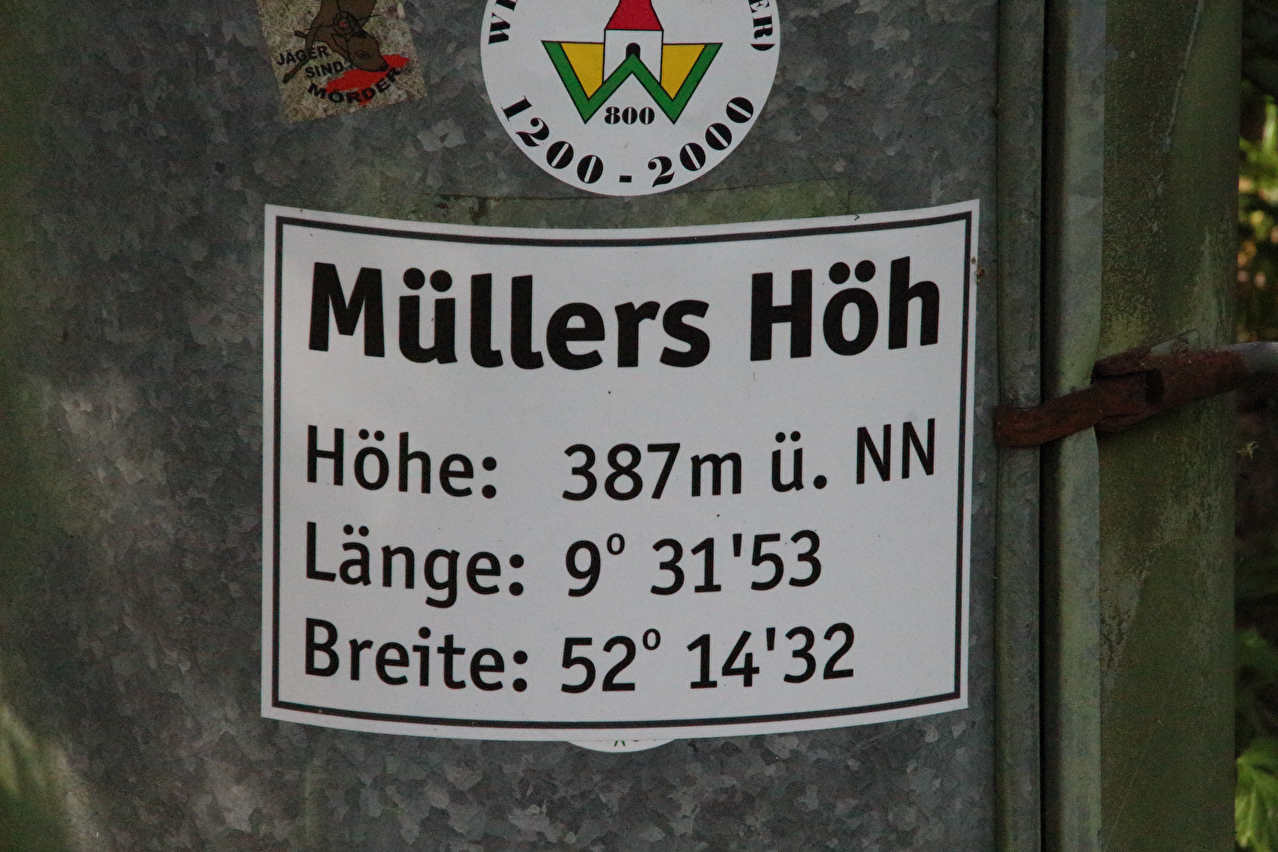 JÄGER
SIND
MÖRDER
800
1200 - 2000
Müllers Höh
Höhe: 387m ü. NN
Länge: 9° 31'53
Breite: 52° 14'32